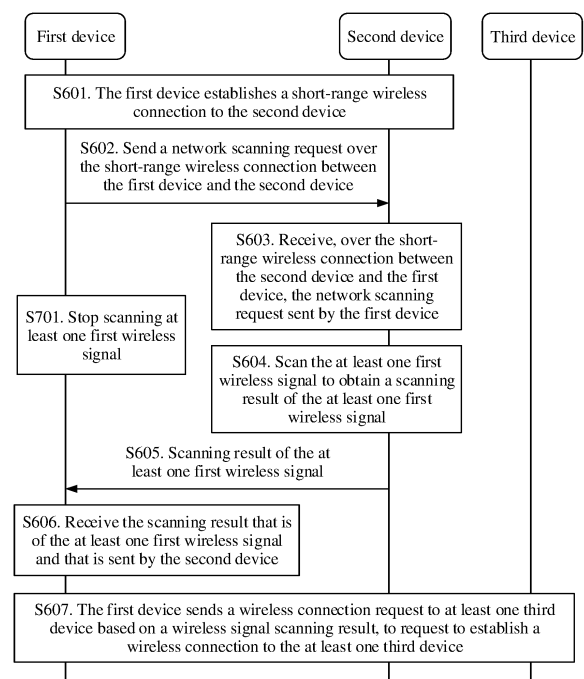 First device
Second device
Third device
S601. The first device establishes a short-range wireless
connection to the second device
S602. Send a network scanning request over
the short-range wireless connection between
the first device and the second device
S603. Receive, over the short-
range wireless connection between
the second device and the first
device, the network scanning
request sent by the first device
S701. Stop scanning at
least one first wireless
signal
S604. Scan the at least one first
wireless signal to obtain a scanning
result of the at least one first
wireless signal
S605. Scanning result of the at
least one first wireless signal
S606. Receive the scanning result that is
of the at least one first wireless signal
and that is sent by the second device
S607. The first device sends a wireless connection request to at least one third
device based on a wireless signal scanning result, to request to establish a
wireless connection to the at least one third device